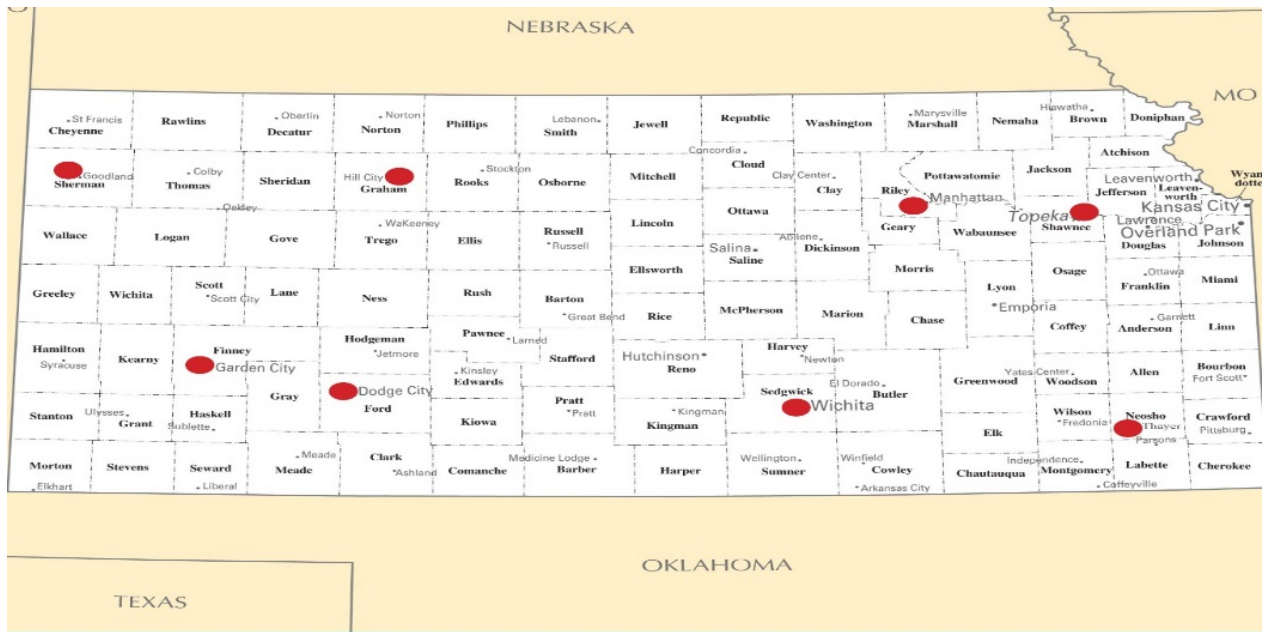 NEBRASKA
MO
St Francis
Cheyenne
Rawlins
Oberlin
Decatur
Norton
Norton
Phillips
Lebanon
Smith
Jewell
Republic
Washington
Marysville
Marshall
Nemaha
Hiawatha
Brown
Doniphan
Goodland
Sherman
Colby
Thomas
Sheridan
Hill City
Graham
Stockton
Rooks
Osborne
Mitchell
Concordia
Cloud
Clay Center
Clay
Riley
Manhattan
Pottawatomie
Jackson
Atchison
Leavenworth
Jefferson
Leaven-
worth
Wyan
dotte
Kansas City
Oakley
Wallace
Logan
Gove
WaKeeney
Trego
Ellis
Russell
Russell
Lincoln
Ottawa
Salina
Saline
Abilene
Dickinson
Geary
Wabaunsee
Topeka
Shawnee
Lawrence
Douglas
Overland Park
Johnson
Greeley
Wichita
Scott
Scott City
Lane
Ness
Rush
Barton
Great Bend
Ellsworth
Rice
McPherson
Marion
Morris
Chase
Lyon
Emporia
Osage
Coffey
Ottawa
Franklin
Miami
Garnett
Anderson
Linn
Hamilton
Syracuse
Kearny
Finney
Garden City
Hodgeman
Jetmore
Pawnee
Larned
Kinsley
Edwards
Stafford
Hutchinson
Reno
Harvey
Newton
Sedgwick
Wichita
El Dorado
Butler
Greenwood
Yates Center
Woodson
Allen
Bourbon
Fort Scott
Stanton
Ulysses
Grant
Haskell
Sublette
Gray
Dodge City
Ford
Kiowa
Pratt
Pratt
Kingman
Kingman
Elk
Wilson
Fredonia
Neosho
Thayer
Parsons
Crawford
Pittsburg
Morton
Elkhart
Stevens
Seward
Liberal
Meade
Meade
Clark
Ashland
Comanche
Medicine Lodge
Barber
Harper
Wellington
Sumner
Winfield
Cowley
Arkansas City
Chautauqua
Independence
Montgomery
Coffeyville
Labette
Cherokee
OKLAHOMA
TEXAS